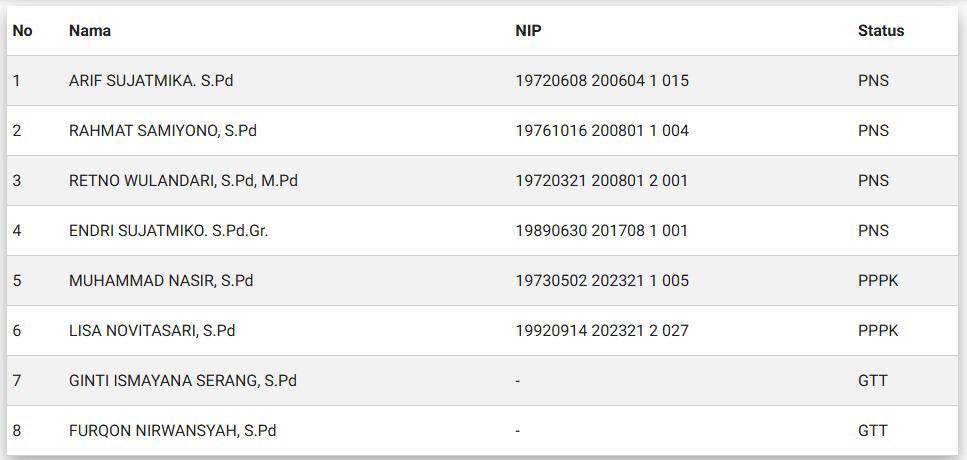 No Nama NIP Status
1 ARIF SUJATMIKA. S.Pd 19720608 200604 1 015 PNS
2 RAHMAT SAMIYONO, S.Pd 19761016 200801 1 004 PNS
3 RETNO WULANDARI, S.Pd, M.Pd 19720321 200801 2 001 PNS
4 ENDRI SUJATMIKO. S.Pd.Gr. 19890630 201708 1 001 PNS
5 MUHAMMAD NASIR, S.Pd 19730502 202321 1 005 PPPK
6 LISA NOVITASARI, S.Pd 19920914 202321 2 027 PPPK
7 GINTI ISMAYANA SERANG, S.Pd - GTT
8 FURQON NIRWANSYAH, S.Pd - GTT